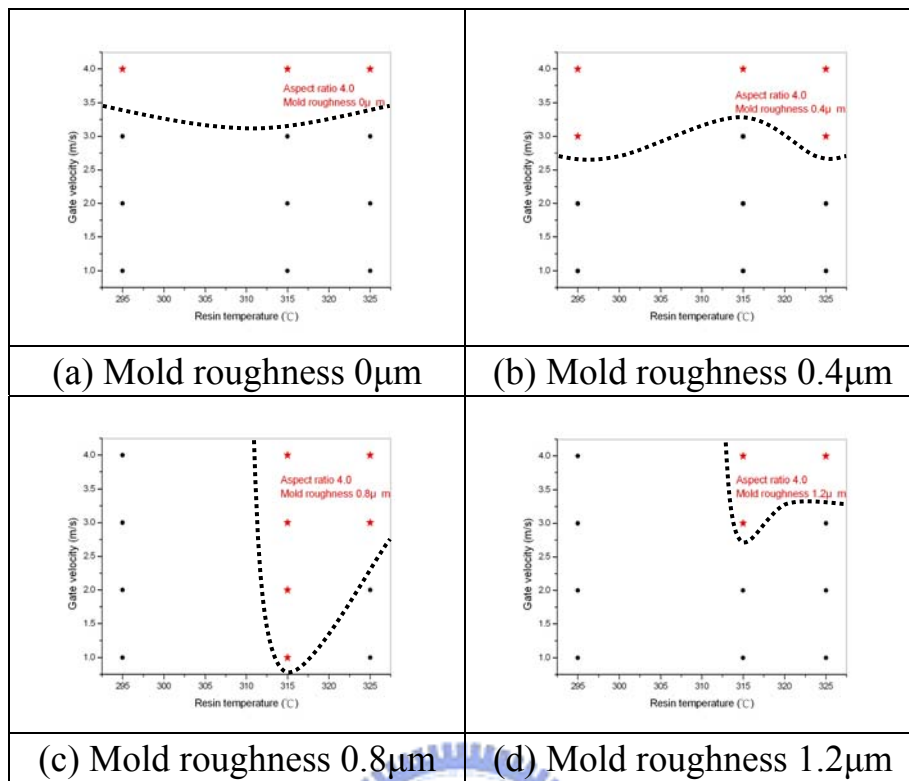 4.0
3.5
3.0
2.5
2.0
1.5
1.0
Gate velocity (m/s)
Aspect ratio 4.0
Mold roughness 0μ m
295 300 305 310 315 320 325
Resin temperature (℃)
(a) Mold roughness 0μm
4.0
3.5
3.0
2.5
2.0
1.5
1.0
Gate velocity (m/s)
Aspect ratio 4.0
Mold roughness 0.4μ m
295 300 305 310 315 320 325
Resin temperature (℃)
(b) Mold roughness 0.4μm
4.0
3.5
3.0
2.5
2.0
1.5
1.0
Gate velocity (m/s)
Aspect ratio 4.0
Mold roughness 0.8μ m
295 300 305 310 315 320 325
Resin temperature (℃)
(c) Mold roughness 0.8μm
4.0
3.5
3.0
2.5
2.0
1.5
1.0
Gate velocity (m/s)
Aspect ratio 4.0
Mold roughness 1.2μ m
295 300 305 310 315 320 325
Resin temperature (℃)
(d) Mold roughness 1.2μm